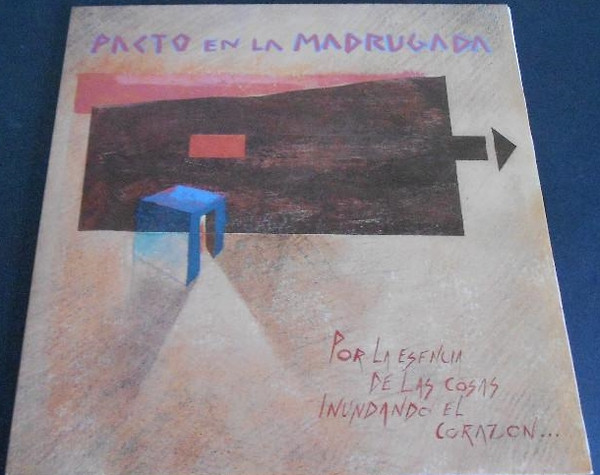 PACTO EN LA MADRUGADA
POR LA ESENCIA
DE LAS COSAS
INUNDANDO EL
CORAZON...